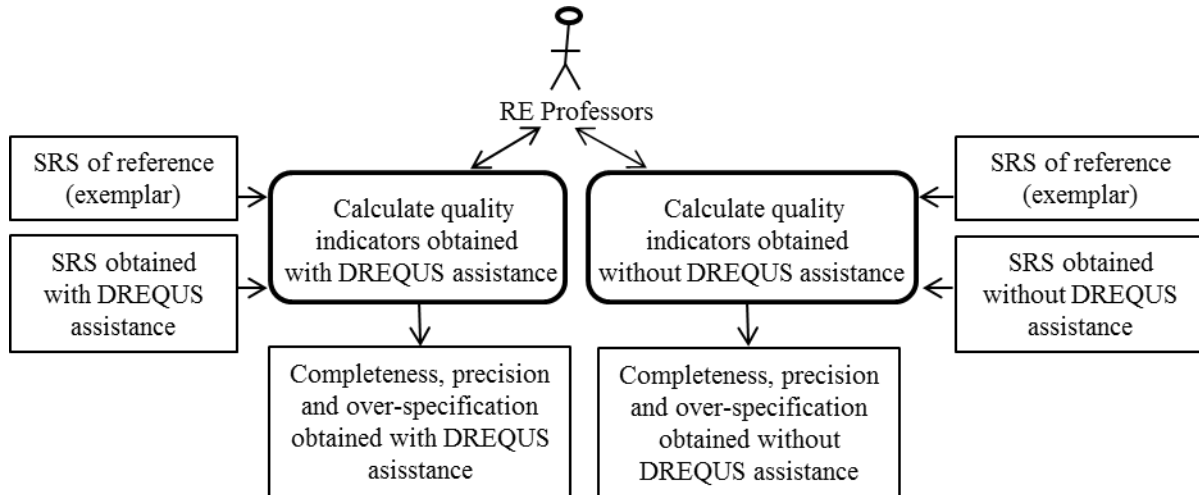 RE Professors
SRS of reference
(exemplar)
SRS obtained
with DREQUS
assistance
Calculate quality
indicators obtained
with DREQUS assistance
Calculate quality
indicators obtained
without DREQUS assistance
SRS of reference
(exemplar)
SRS obtained
without DREQUS
assistance
Completeness, precision
and over-specification
obtained with DREQUS
asisstance
Completeness, precision
and over-specification
obtained without
DREQUS assistance